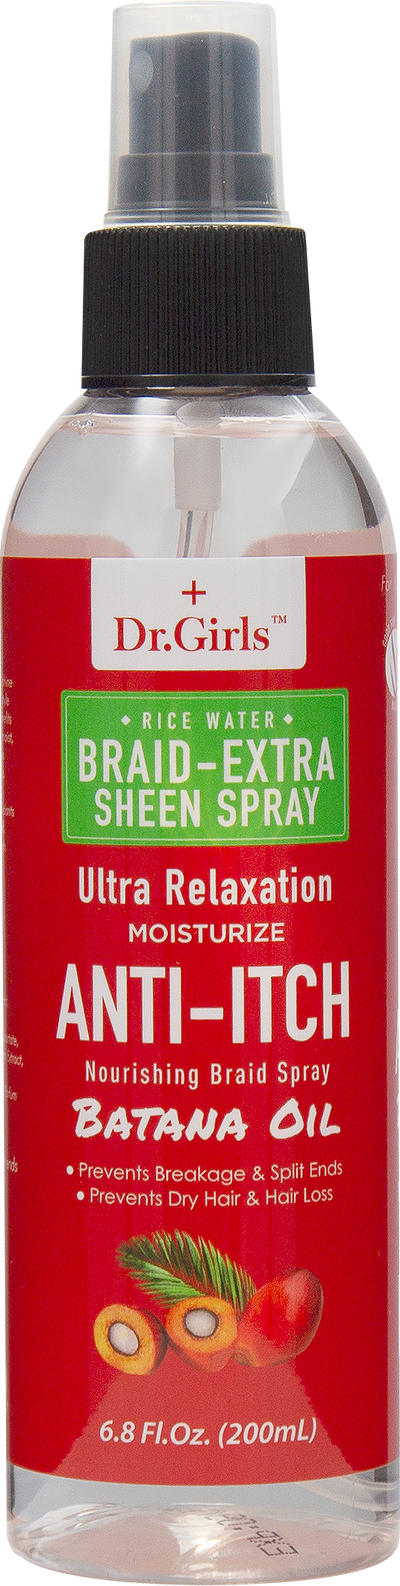 +
Dr.Girls™
• RICE WATER •
BRAID-EXTRA
SHEEN SPRAY
Ultra Relaxation
MOISTURIZE
ANTI-ITCH
Nourishing Braid Spray
BATANA OIL
• Prevents Breakage & Split Ends
• Prevents Dry Hair & Hair Loss
6.8 Fl.Oz. (200mL)